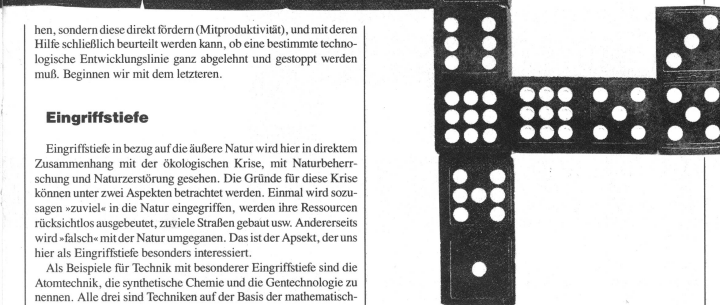 hen, sondern diese direkt fördern (Mitproduktivität), und mit deren
Hilfe schließlich beurteilt werden kann, ob eine bestimmte techno-
logische Entwicklungslinie ganz abgelehnt und gestoppt werden
muß. Beginnen wir mit dem letzteren.
Eingriffstiefe
Eingriffstiefe in bezug auf die äußere Natur wird hier in direktem
Zusammenhang mit der ökologischen Krise, mit Naturbeherr-
schung und Naturzerstörung gesehen. Die Gründe für diese Krise
können unter zwei Aspekten betrachtet werden. Einmal wird sozu-
sagen »zuviel« in die Natur eingegriffen, werden ihre Ressourcen
rücksichtlos ausgebeutet, zuviele Straßen gebaut usw. Andererseits
wird »falsch« mit der Natur umgeganen. Das ist der Apsekt, der uns
hier als Eingriffstiefe besonders interessiert.
Als Beispiele für Technik mit besonderer Eingriffstiefe sind die
Atomtechnik, die synthetische Chemie und die Gentechnologie zu
nennen. Alle drei sind Techniken auf der Basis der mathematisch-